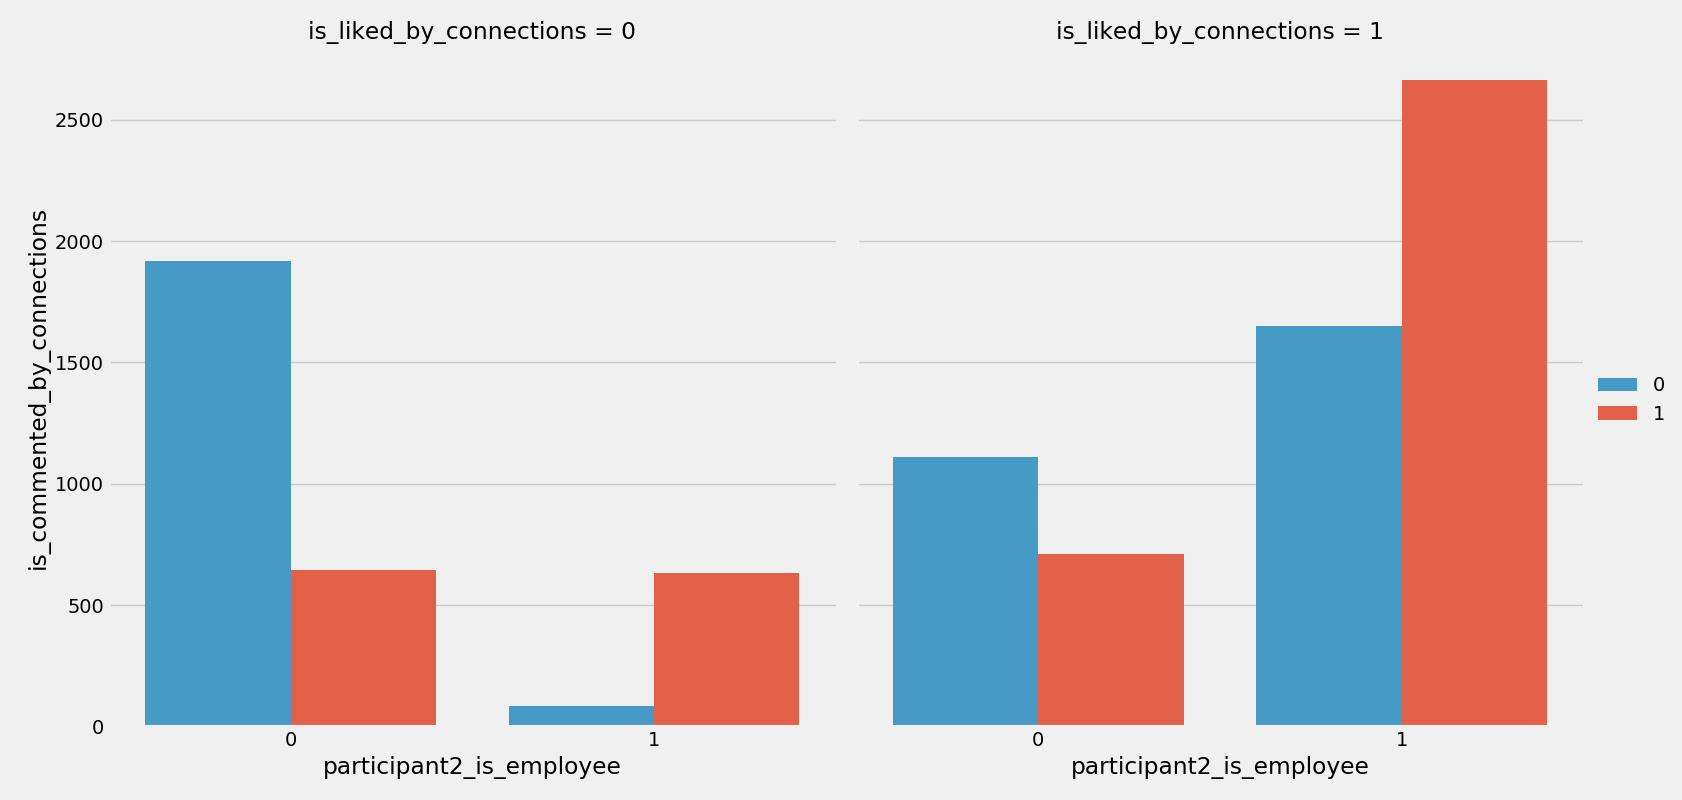 is_liked_by_connections = 0
is_liked_by_connections = 1
is_commented_by_connections
2500
2000
1500
1000
500
0
0
1
0
1
participant2_is_employee
participant2_is_employee
0
1